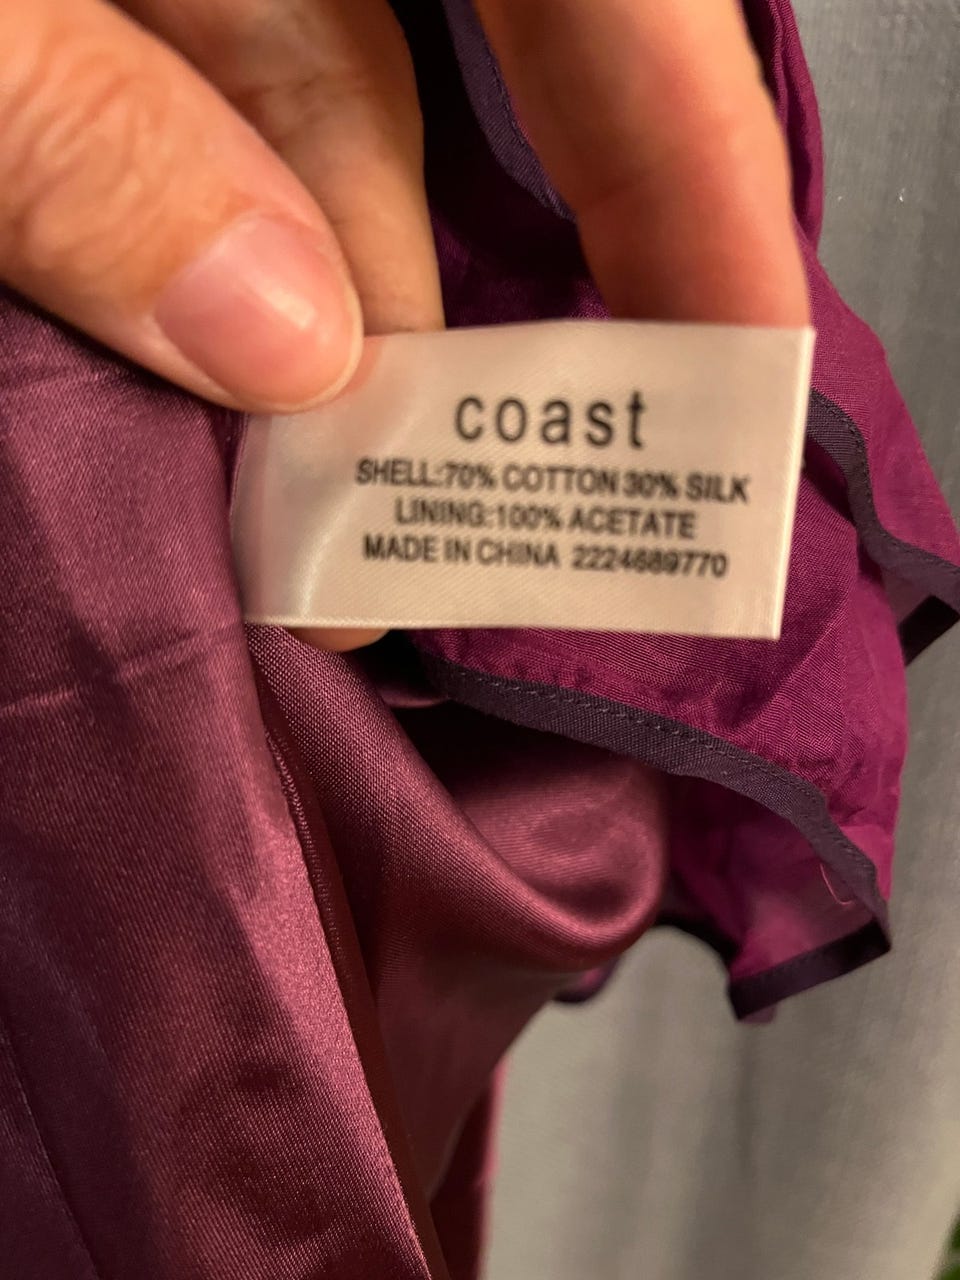 coast
SHELL:70% COTTON 30% SILK
LINING:100% ACETATE
MADE IN CHINA 2224689770